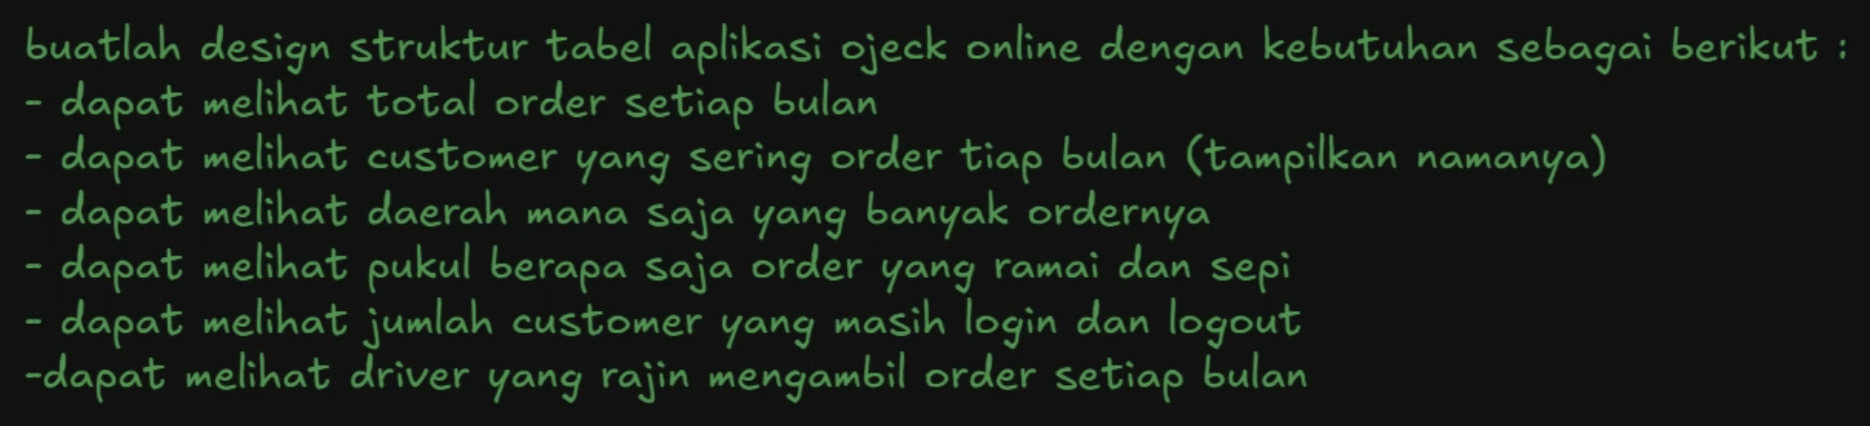 buatlah design struktur tabel aplikasi ojeck online dengan kebutuhan sebagai berikut :
- dapat melihat total order setiap bulan
- dapat melihat customer yang sering order tiap bulan (tampilkan namanya)
- dapat melihat daerah mana saja yang banyak ordernya
- dapat melihat pukul berapa saja order yang ramai dan sepi
- dapat melihat jumlah customer yang masih login dan logout
-dapat melihat driver yang rajin mengambil order setiap bulan